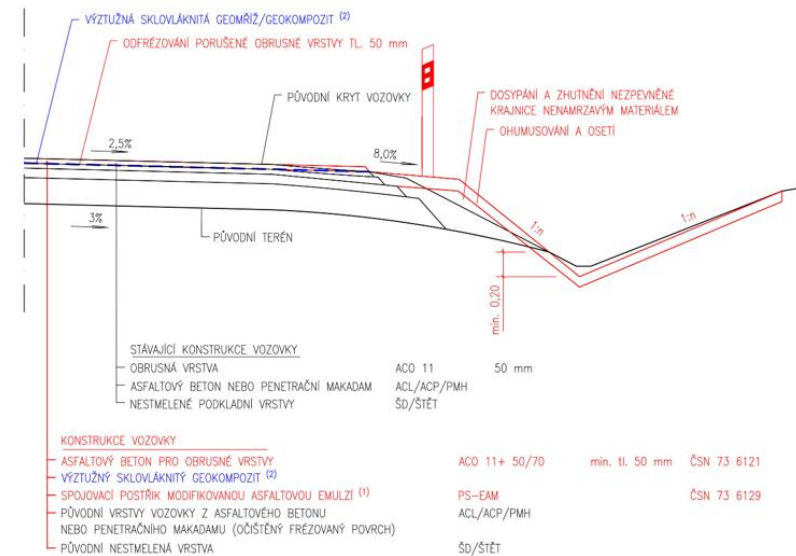 VÝZTUŽNÁ SKLOVLÁKNITÁ GEOMŘÍŽ/GEOKOMPOZIT (2)
ODFRÉZOVÁNÍ PORUŠENÉ OBRUSNÉ VRSTVY TL. 50 mm
PŮVODNÍ KRYT VOZOVKY
DOSYPÁNÍ A ZHUTNĚNÍ NEZPEVNĚNÉ
KRAJNICE NENAMRZAVÝM MATERIÁLEM
OHUMUSOVÁNÍ A OSETÍ
2,5%
8,0%
3%
PŮVODNÍ TERÉN
1:n
1:n
min. 0,20
STÁVAJÍCÍ KONSTRUKCE VOZOVKY
OBRUSNÁ VRSTVA ACO 11 50 mm
ASFALTOVÝ BETON NEBO PENETRAČNÍ MAKADAM ACL/ACP/PMH
NESTMELENÉ PODKLADNÍ VRSTVY ŠD/ŠTĚT
KONSTRUKCE VOZOVKY
ASFALTOVÝ BETON PRO OBRUSNÉ VRSTVY ACO 11+ 50/70 min. tl. 50 mm ČSN 73 6121
VÝZTUŽNÝ SKLOVLÁKNITÝ GEOKOMPOZIT (2)
SPOJOVACÍ POSTŘIK MODIFIKOVANOU ASFALTOVOU EMULZÍ (1) PS-EAM ČSN 73 6129
PŮVODNÍ VRSTVY VOZOVKY Z ASFALTOVÉHO BETONU ACL/ACP/PMH
NEBO PENETRAČNÍHO MAKADAMU (OČIŠTĚNÝ FRÉZOVANÝ POVRCH)
PŮVODNÍ NESTMELENÁ VRSTVA ŠD/ŠTĚT